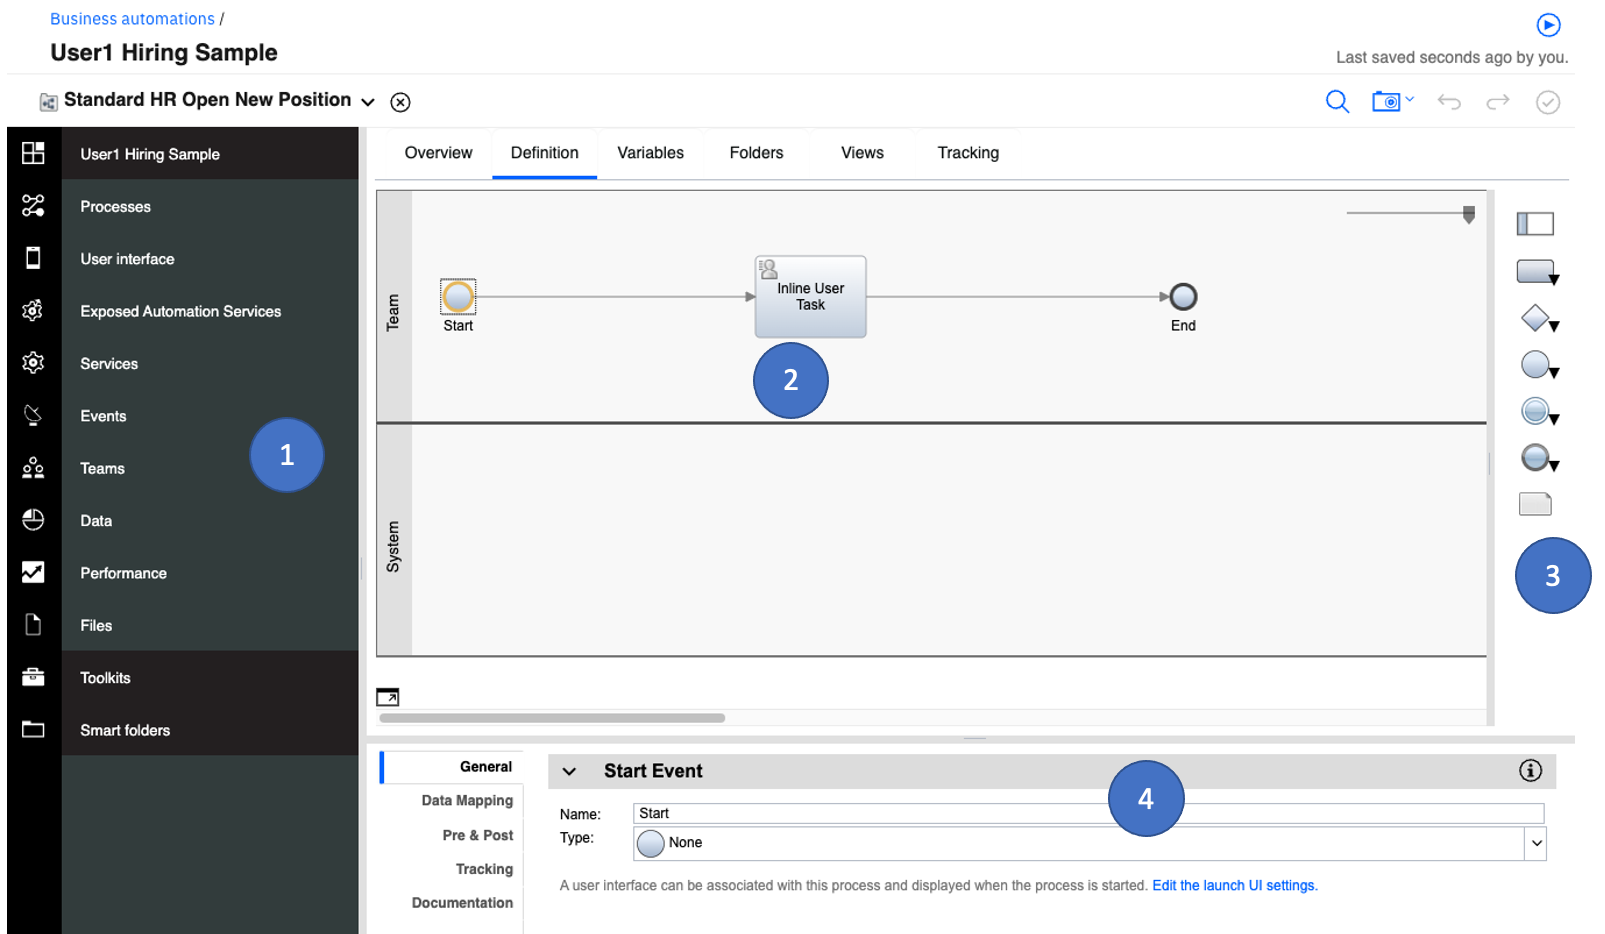 Business automations /
User1 Hiring Sample
Last saved seconds ago by you.
Standard HR Open New Position
User1 Hiring Sample
Processes
User interface
Exposed Automation Services
Services
Events
Teams
Data
Performance
Files
Toolkits
Smart folders
1
Overview Definition Variables Folders Views Tracking
Team
Start
Inline User
Task
End
2
System
3
General
Data Mapping
Pre & Post
Tracking
Documentation
Start Event
4
Name: Start
Type: None
A user interface can be associated with this process and displayed when the process is started. Edit the launch UI settings.